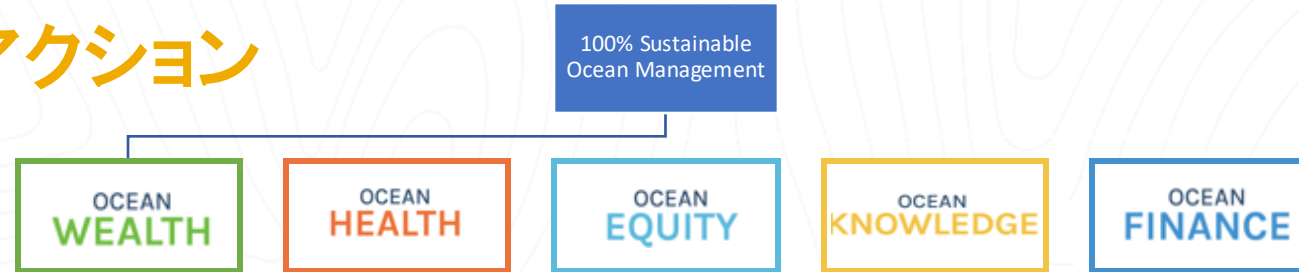 アクション
100% Sustainable
Ocean Management
OCEAN
WEALTH
OCEAN
HEALTH
OCEAN
EQUITY
OCEAN
KNOWLEDGE
OCEAN
FINANCE